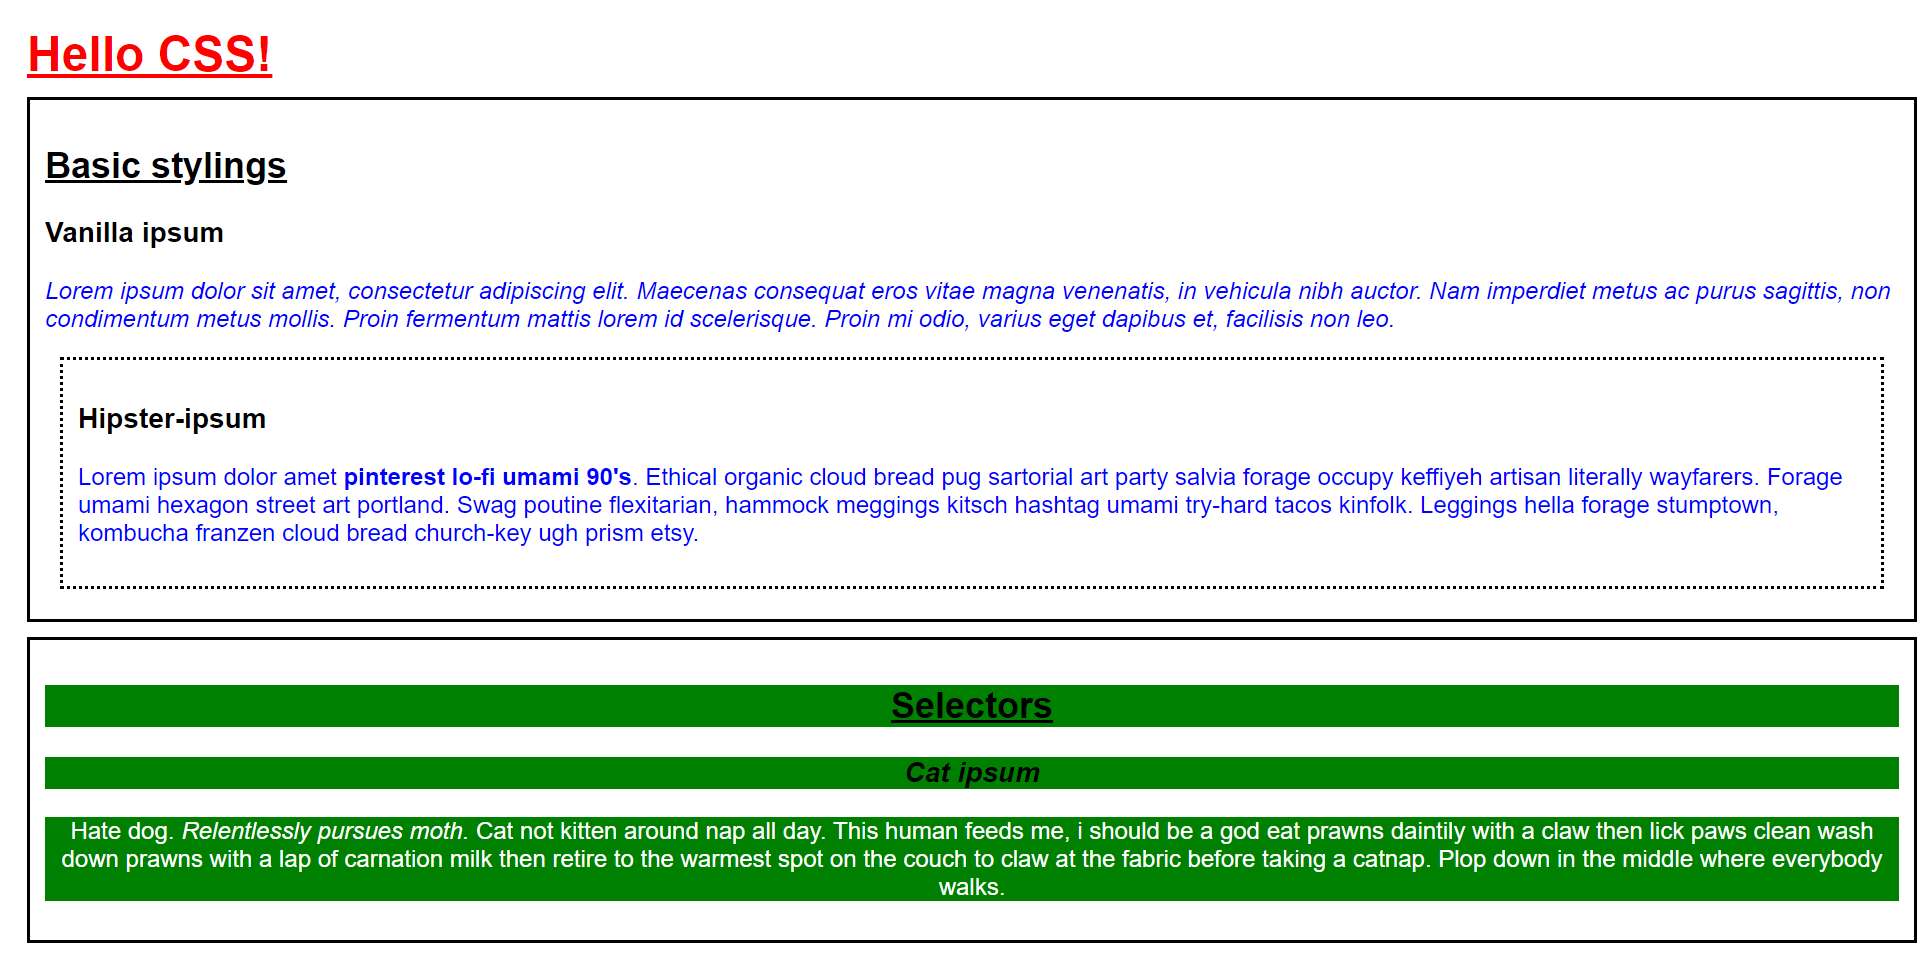 Hello CSS!
Basic stylings
Vanilla ipsum
Lorem ipsum dolor sit amet, consectetur adipiscing elit. Maecenas consequat eros vitae magna venenatis, in vehicula nibh auctor. Nam imperdiet metus ac purus sagittis, non
condimentum metus mollis. Proin fermentum mattis lorem id scelerisque. Proin mi odio, varius eget dapibus et, facilisis non leo.
Hipster-ipsum
Lorem ipsum dolor amet pinterest lo-fi umami 90's. Ethical organic cloud bread pug sartorial art party salvia forage occupy keffiyeh artisan literally wayfarers. Forage
umami hexagon street art portland. Swag poutine flexitarian, hammock meggings kitsch hashtag umami try-hard tacos kinfolk. Leggings hella forage stumptown,
kombucha franzen cloud bread church-key ugh prism etsy.
Selectors
Cat ipsum
Hate dog. Relentlessly pursues moth. Cat not kitten around nap all day. This human feeds me, i should be a god eat prawns daintily with a claw then lick paws clean wash
down prawns with a lap of carnation milk then retire to the warmest spot on the couch to claw at the fabric before taking a catnap. Plop down in the middle where everybody
walks.